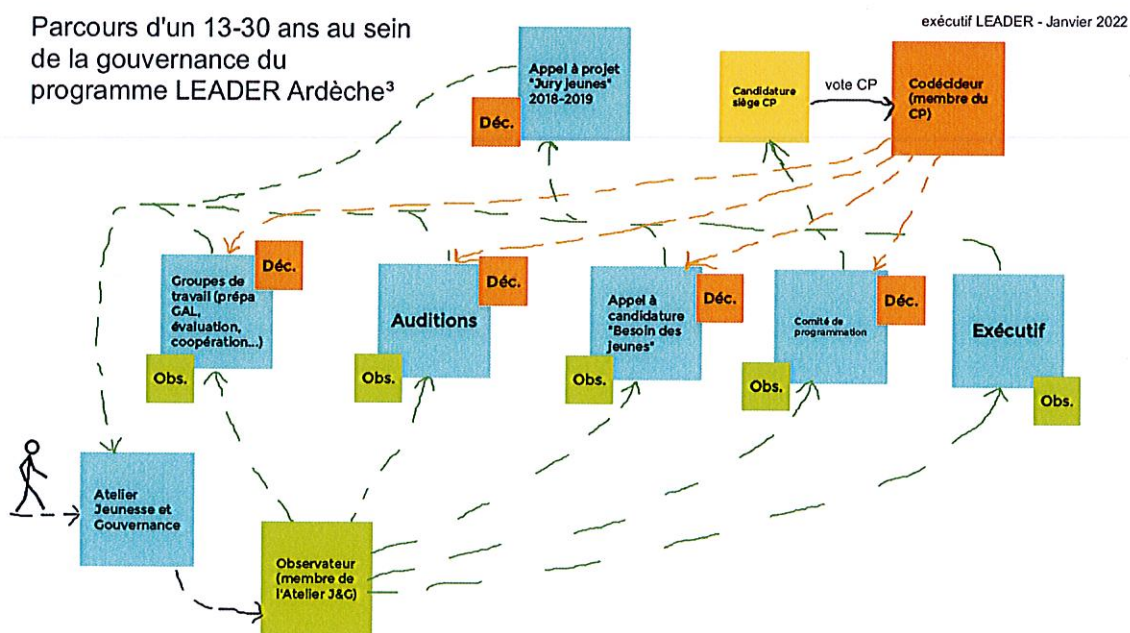 Parcours d'un 13-30 ans au sein
de la gouvernance du
programme LEADER Ardèche³
exécutif LEADER - Janvier 2022
Appel à projet
"Jury jeunes"
2018-2019
Déc.
Candidature
siège CP
vote CP
Codécideur
(membre du
CP)
Groupes de
travail (prépa
GAL,
évaluation,
coopération...)
Déc.
Obs.
Auditions
Déc.
Obs.
Appel à
candidature
"Besoin des
jeunes"
Déc.
Obs.
Comité de
programmation
Déc.
Obs.
Exécutif
Obs.
Atelier
Jeunesse et
Gouvernance
Observateur
(membre de
l'Atelier J&G)